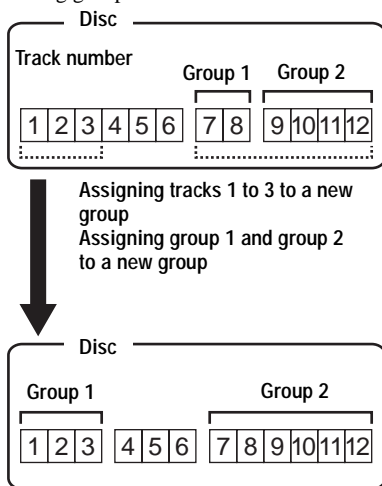 Disc
Track number
Group 1 Group 2
1 2 3 4 5 6 7 8 9 10 11 12
Assigning tracks 1 to 3 to a new
group
Assigning group 1 and group 2
to a new group
Disc
Group 1 Group 2
1 2 3 4 5 6 7 8 9 10 11 12